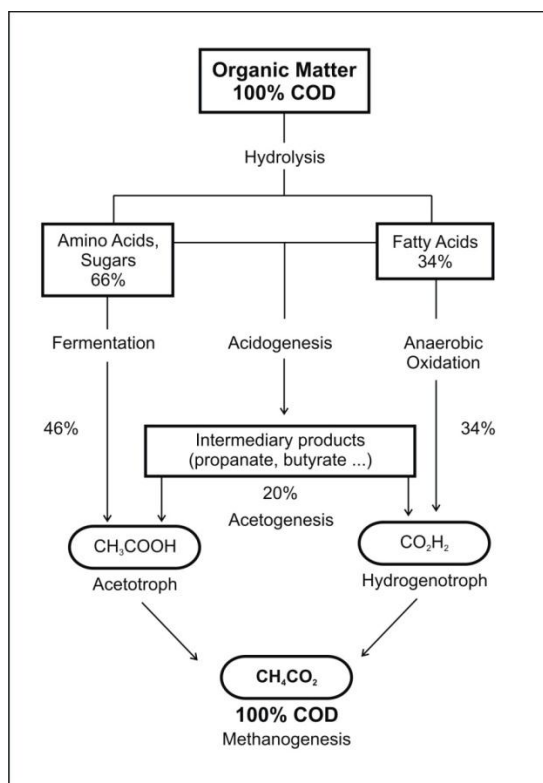 Organic Matter
100% COD
Hydrolysis
Amino Acids,
Sugars
66%
Fatty Acids
34%
Fermentation
Acidogenesis
Anaerobic
Oxidation
46%
34%
Intermediary products
(propanate, butyrate ...)
20%
Acetogenesis
CH₃COOH
Acetotroph
CO₂H₂
Hydrogenotroph
CH₄CO₂
100% COD
Methanogenesis